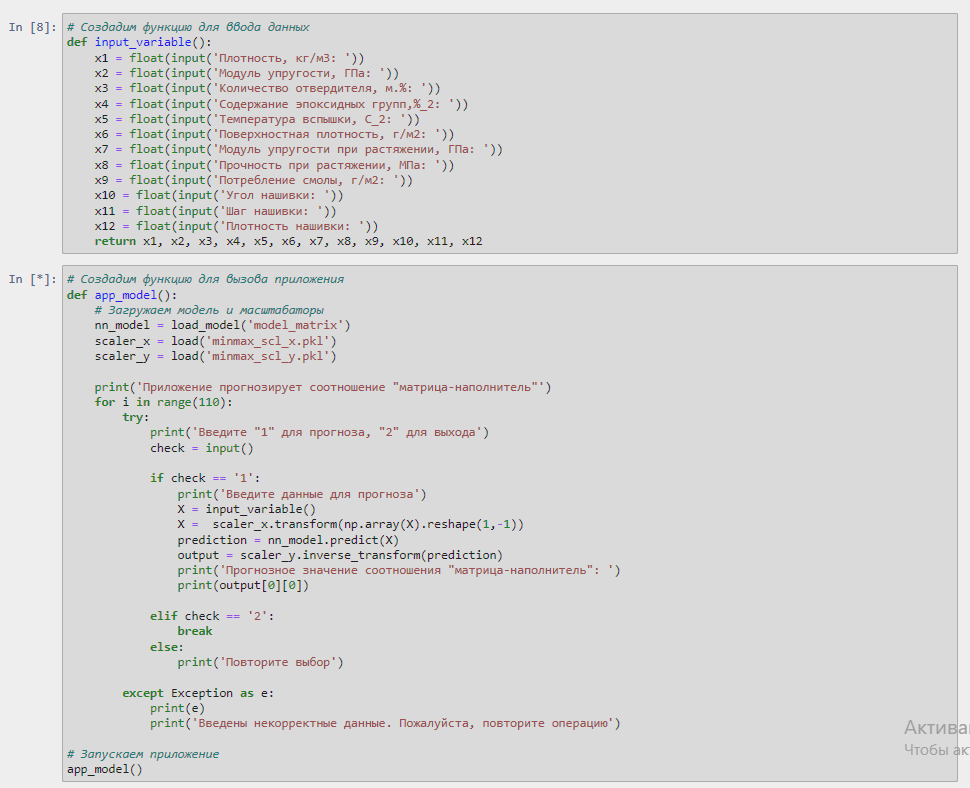 In [8]:
# Создадим функцию для ввода данных
def input_variable():
    x1 = float(input('Плотность, кг/м3: '))
    x2 = float(input('Модуль упругости, ГПа: '))
    x3 = float(input('Количество отвердителя, м.%: '))
    x4 = float(input('Содержание эпоксидных групп,%_2: '))
    x5 = float(input('Температура вспышки, С_2: '))
    x6 = float(input('Поверхностная плотность, г/м2: '))
    x7 = float(input('Модуль упругости при растяжении, ГПа: '))
    x8 = float(input('Прочность при растяжении, МПа: '))
    x9 = float(input('Потребление смолы, г/м2: '))
    x10 = float(input('Угол нашивки: '))
    x11 = float(input('Шаг нашивки: '))
    x12 = float(input('Плотность нашивки: '))
    return x1, x2, x3, x4, x5, x6, x7, x8, x9, x10, x11, x12
In [*]:
# Создадим функцию для вызова приложения
def app_model():
    # Загружаем модель и масштабаторы
    nn_model = load_model('model_matrix')
    scaler_x = load('minmax_scl_x.pkl')
    scaler_y = load('minmax_scl_y.pkl')
    print('Приложение прогнозирует соотношение "матрица-наполнитель"')
    for i in range(110):
        try:
            print('Введите "1" для прогноза, "2" для выхода')
            check = input()
            if check == '1':
                print('Введите данные для прогноза')
                X = input_variable()
                X =  scaler_x.transform(np.array(X).reshape(1,-1))
                prediction = nn_model.predict(X)
                output = scaler_y.inverse_transform(prediction)
                print('Прогнозное значение соотношения "матрица-наполнитель": ')
                print(output[0][0])
            elif check == '2':
                break
            else:
                print('Повторите выбор')
        except Exception as e:
            print(e)
            print('Введены некорректные данные. Пожалуйста, повторите операцию')
# Запускаем приложение
app_model()
Чтобы